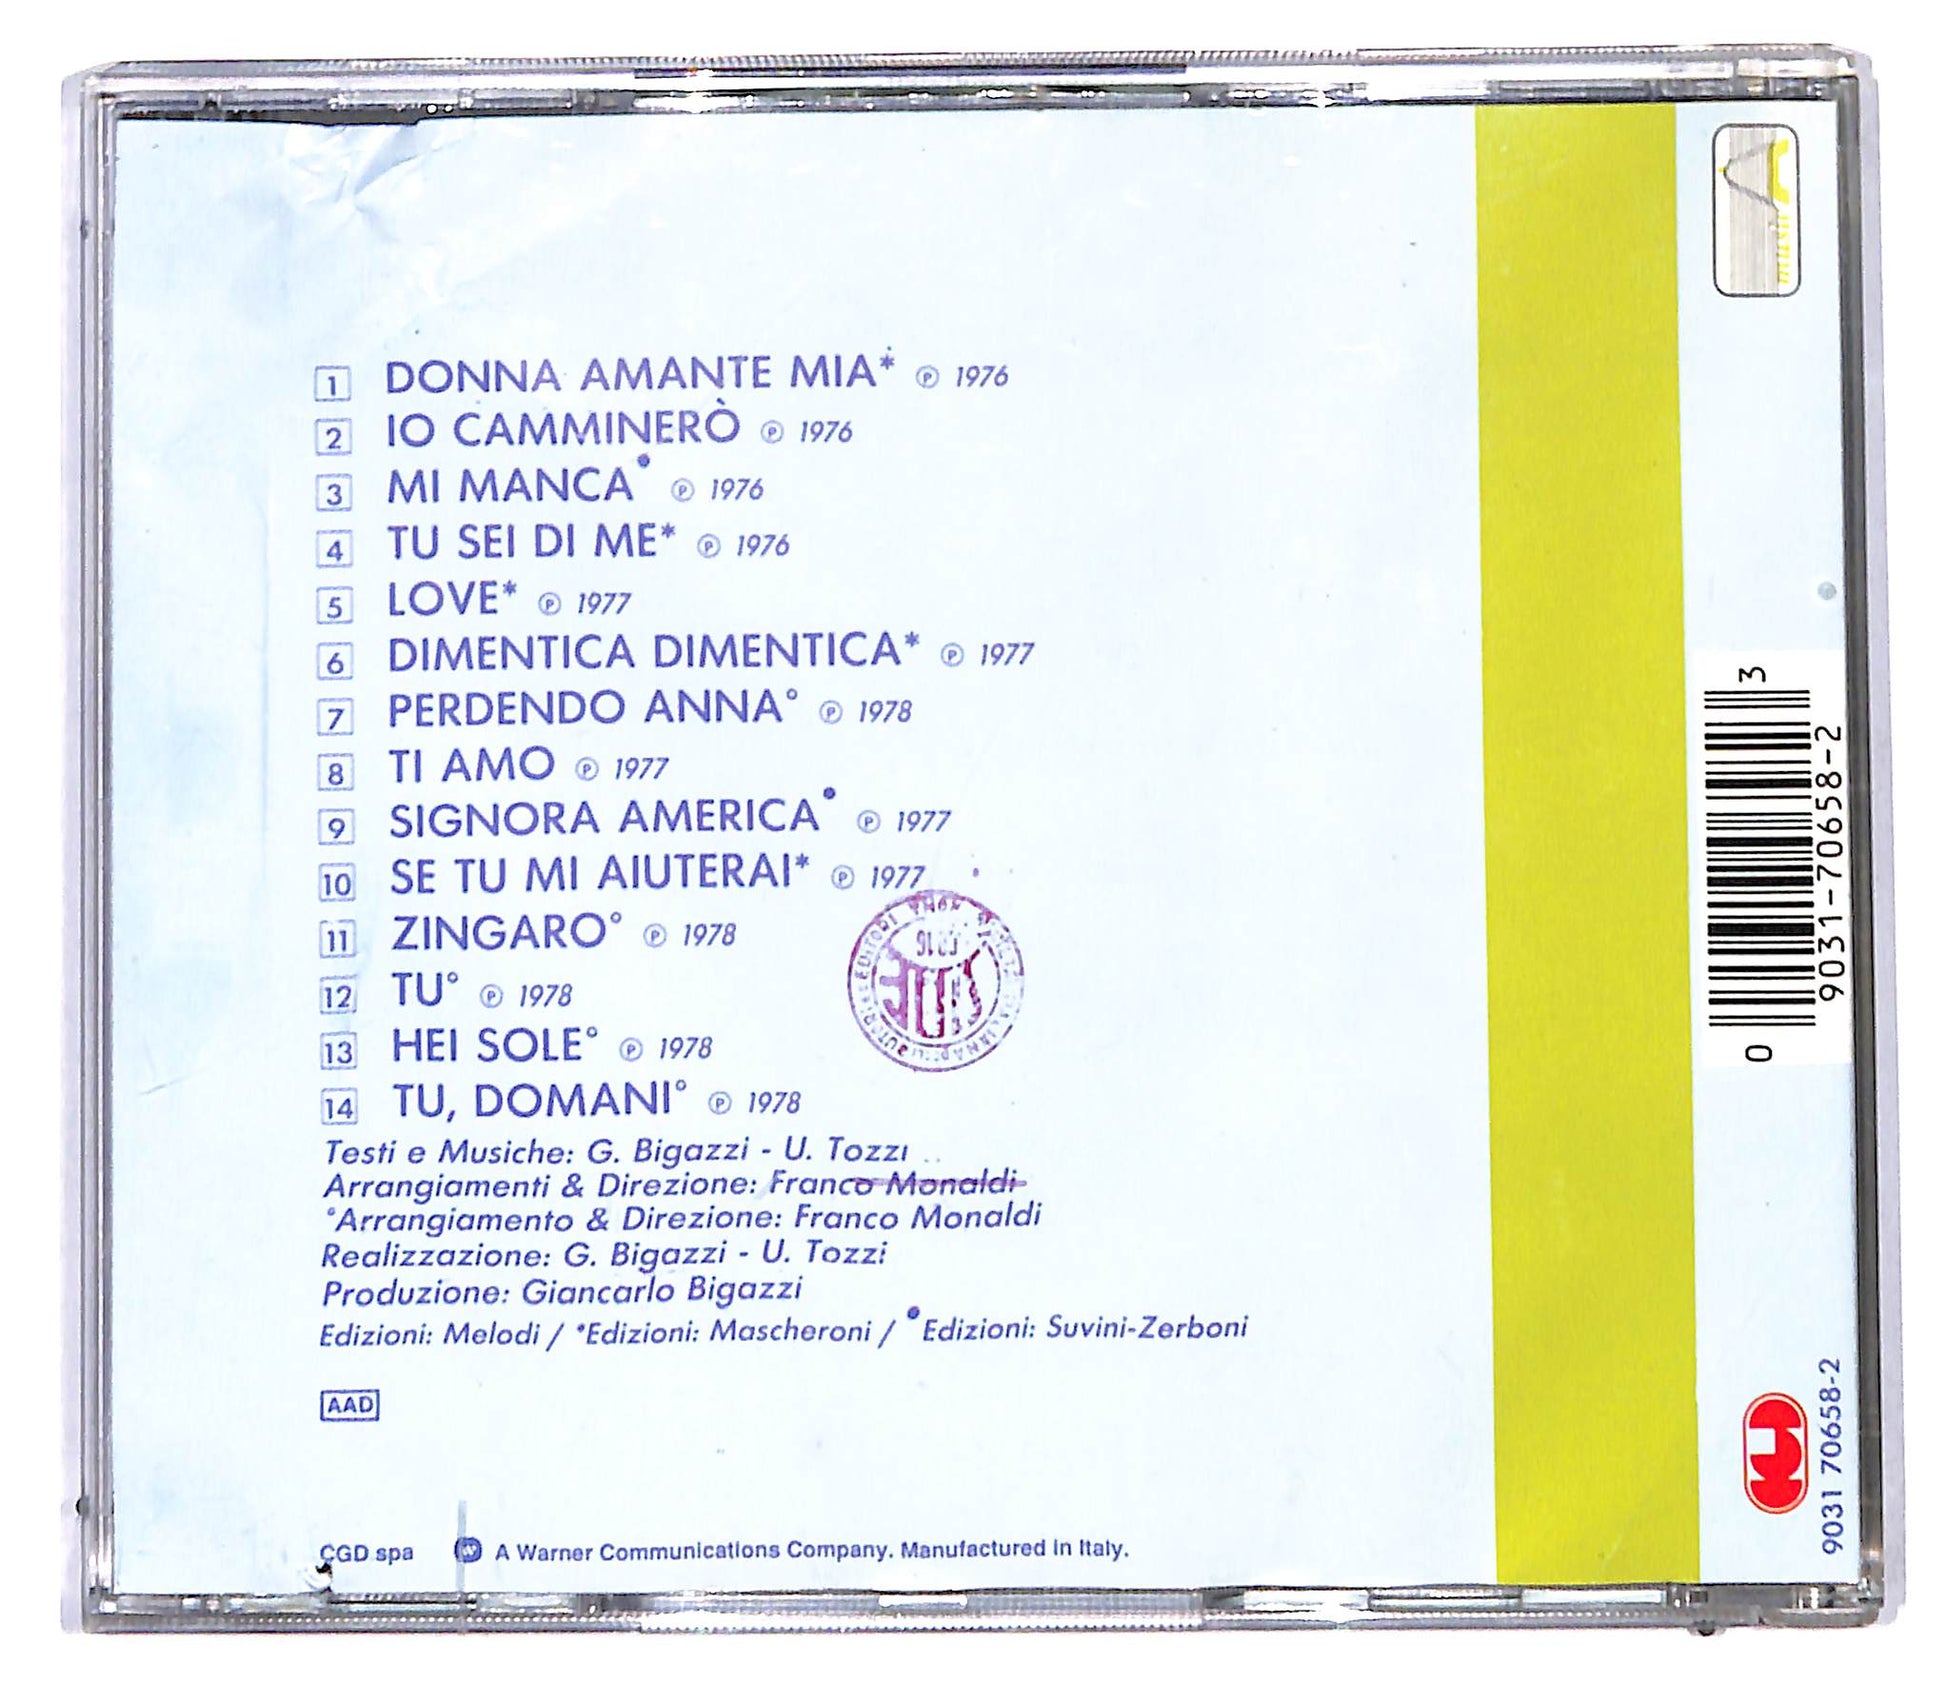 1 DONNA AMANTE MIA* ℗ 1976
2 IO CAMMINERÒ ℗ 1976
3 MI MANCA● ℗ 1976
4 TU SEI DI ME* ℗ 1976
5 LOVE* ℗ 1977
6 DIMENTICA DIMENTICA* ℗ 1977
7 PERDENDO ANNA° ℗ 1978
8 TI AMO ℗ 1977
9 SIGNORA AMERICA● ℗ 1977
10 SE TU MI AIUTERAI* ℗ 1977
11 ZINGARO° ℗ 1978
12 TU° ℗ 1978
13 HEI SOLE° ℗ 1978
14 TU, DOMANI° ℗ 1978
Testi e Musiche: G. Bigazzi - U. Tozzi
Arrangiamenti & Direzione: Franco Monaldi
°Arrangiamento & Direzione: Franco Monaldi
Realizzazione: G. Bigazzi - U. Tozzi
Produzione: Giancarlo Bigazzi
Edizioni: Melodi / *Edizioni: Mascheroni / ●Edizioni: Suvini-Zerboni
AAD
CGD spa
A Warner Communications Company. Manufactured in Italy.
musicA
0 9031-70658-2 3
9031 70658-2
SIAE
ROMA